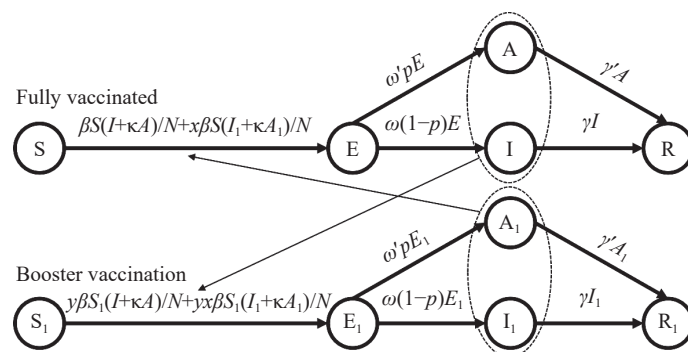 A
ω'pE
γ'A
Fully vaccinated
βS(I+κA)/N+xβS(I₁+κA₁)/N
ω(1−p)E
γI
S
E
I
R
A₁
ω'pE₁
γ'A₁
Booster vaccination
yβS₁(I+κA)/N+yxβS₁(I₁+κA₁)/N
ω(1−p)E₁
γI₁
S₁
E₁
I₁
R₁